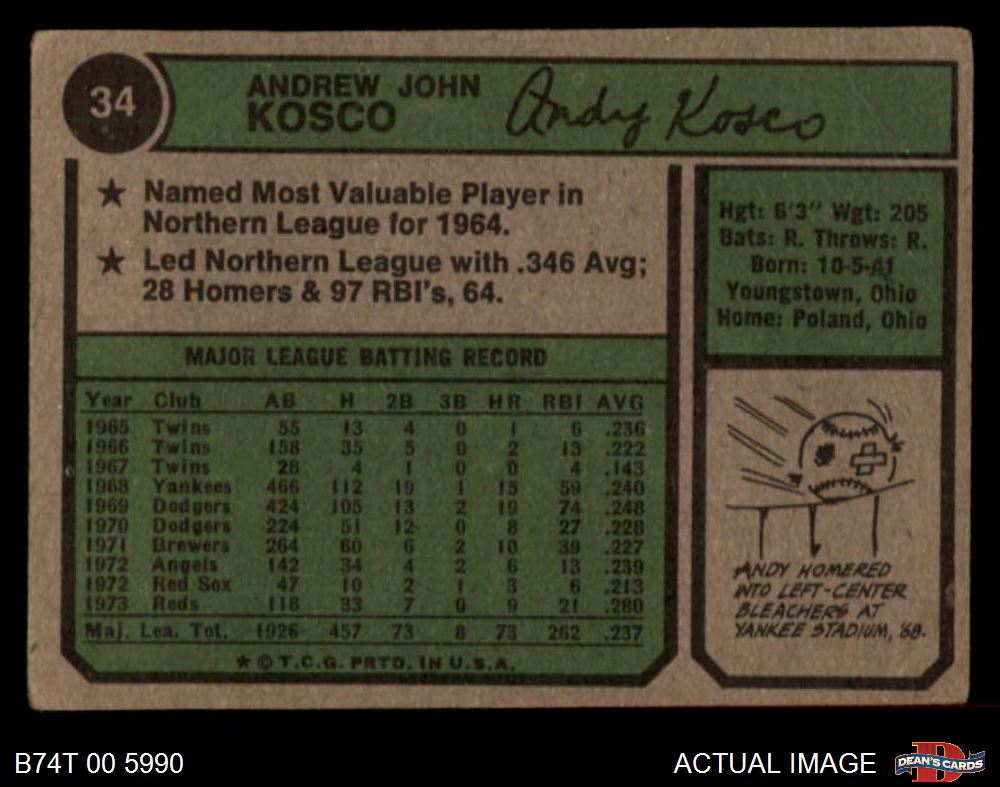 34
ANDREW JOHN
KOSCO
Andy Kosco
★ Named Most Valuable Player in
Northern League for 1964.
★ Led Northern League with .346 Avg;
28 Homers & 97 RBI's, 64.
Hgt: 6'3" Wgt: 205
Bats: R. Throws: R.
Born: 10-5-41
Youngstown, Ohio
Home: Poland, Ohio
MAJOR LEAGUE BATTING RECORD
Year Club AB H 2B 3B HR RBI AVG
1965 Twins 55 13 4 0 1 6 .236
1966 Twins 158 35 5 0 2 13 .222
1967 Twins 28 4 1 0 0 4 .143
1968 Yankees 466 112 19 1 15 59 .240
1969 Dodgers 424 105 13 2 19 74 .248
1970 Dodgers 224 51 12 0 8 27 .228
1971 Brewers 264 60 6 2 10 39 .227
1972 Angels 142 34 4 2 6 13 .239
1972 Red Sox 47 10 2 1 3 6 .213
1973 Reds 118 33 7 0 9 21 .280
Maj. Lea. Tot. 1926 457 73 8 73 262 .237
★ © T.C.G. PRTD. IN U.S.A.
ANDY HOMERED
INTO LEFT-CENTER
BLEACHERS AT
YANKEE STADIUM, '68.
B74T 00 5990
ACTUAL IMAGE
DEAN'S CARDS